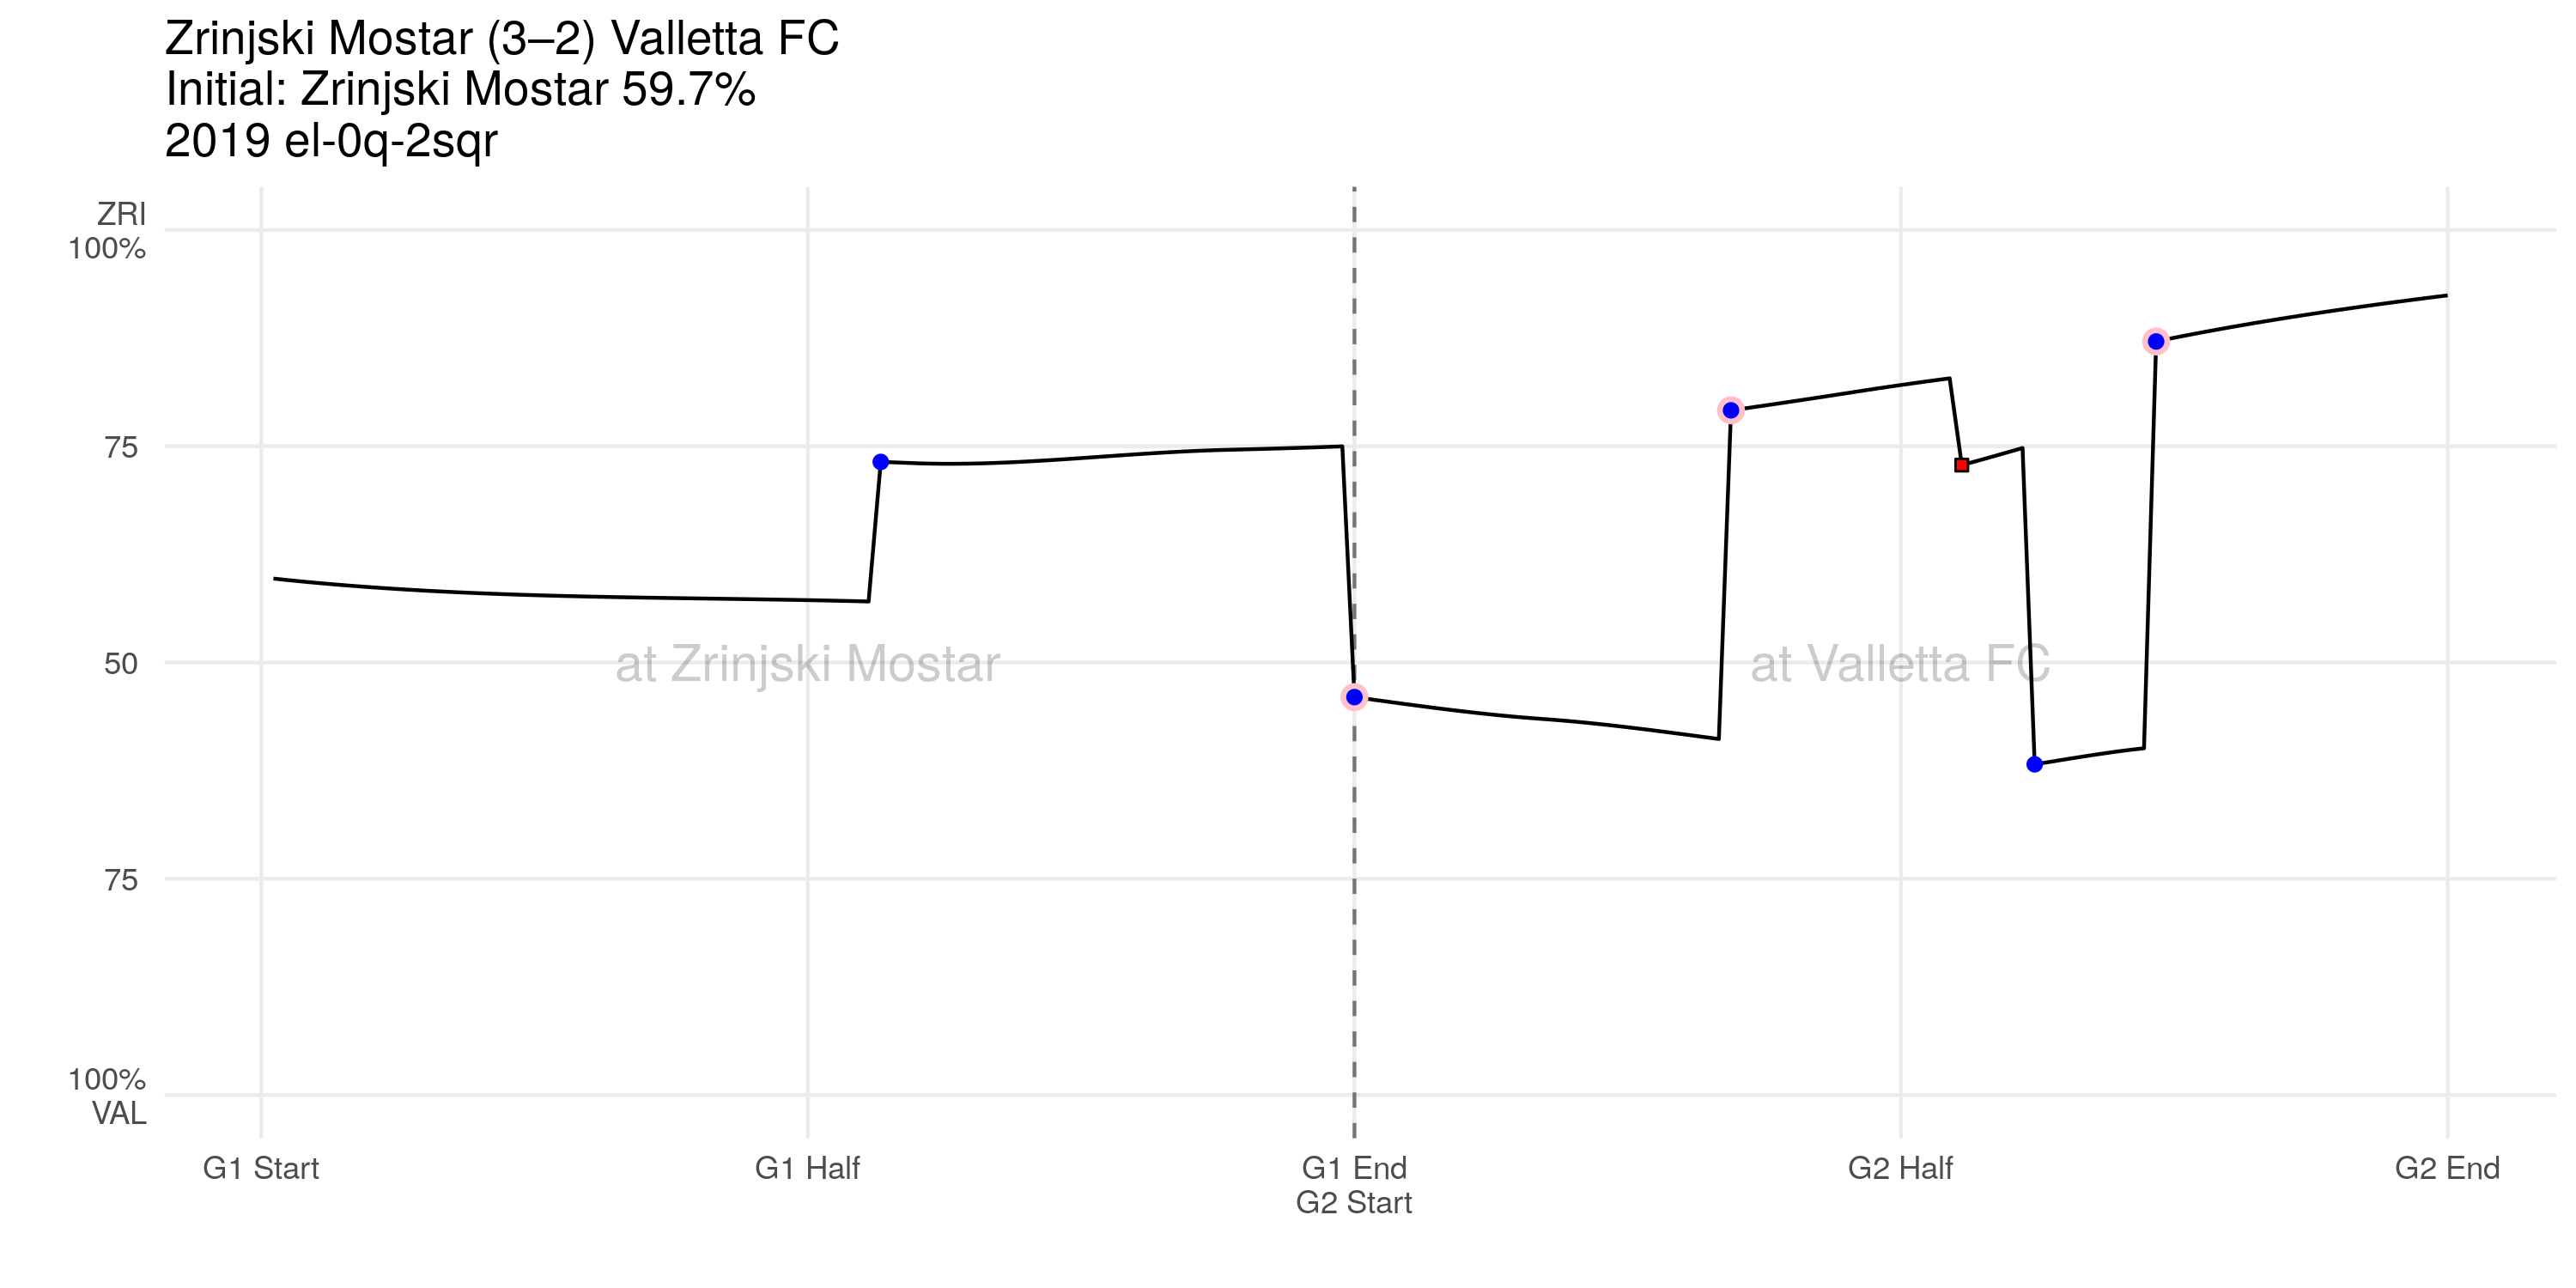 Zrinjski Mostar (3–2) Valletta FC
Initial: Zrinjski Mostar 59.7%
2019 el-0q-2sqr
ZRI
100%
75
50
75
100%
VAL
at Zrinjski Mostar
at Valletta FC
G1 Start
G1 Half
G1 End
G2 Start
G2 Half
G2 End